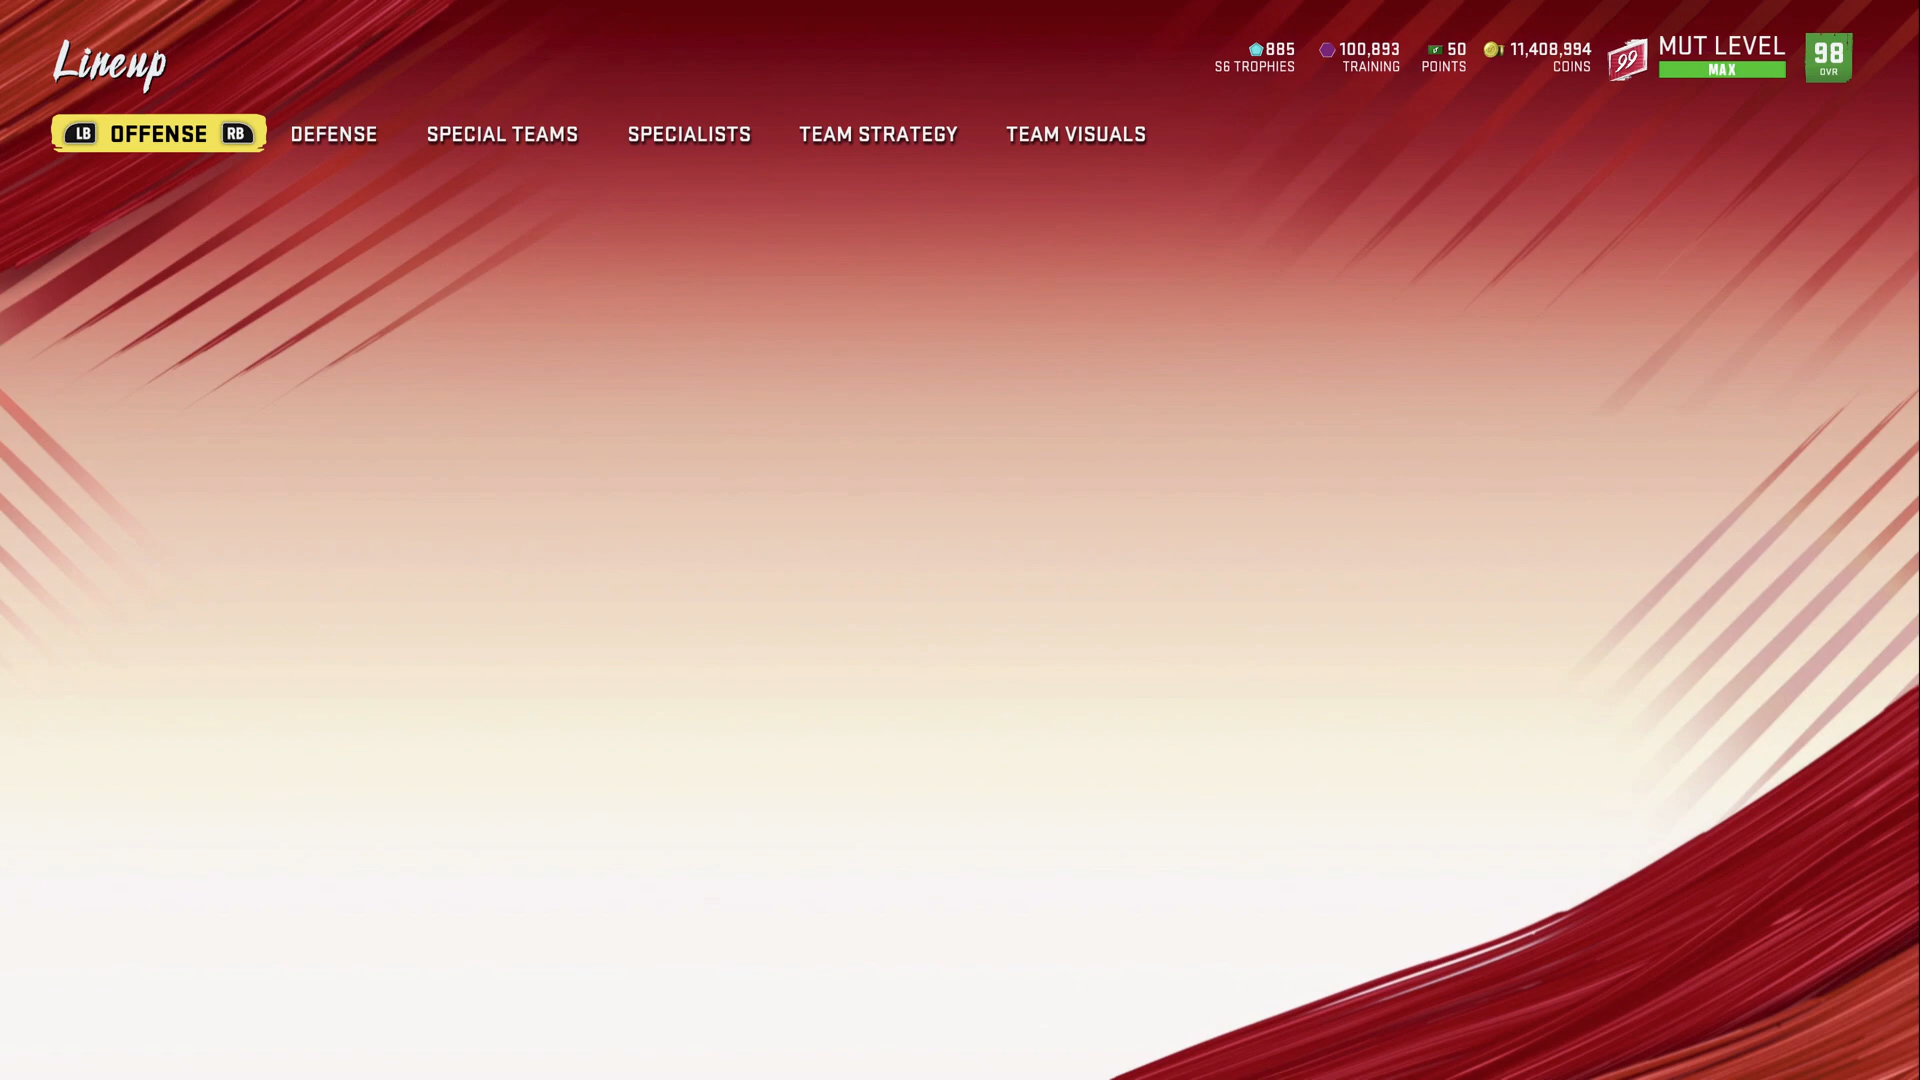 Lineup
885
S6 TROPHIES
100,893
TRAINING
50
POINTS
11,408,994
COINS
99
MUT LEVEL
MAX
98
OVR
LB OFFENSE RB
DEFENSE
SPECIAL TEAMS
SPECIALISTS
TEAM STRATEGY
TEAM VISUALS